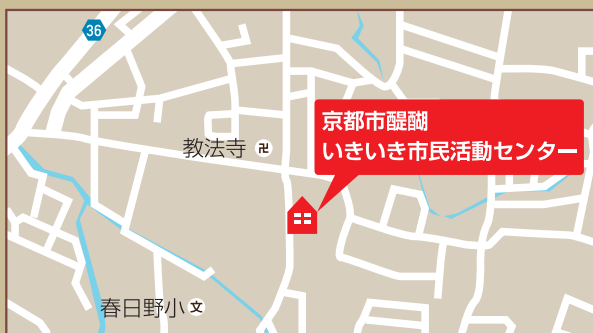 36
京都市醍醐
いきいき市民活動センター
教法寺 卍
春日野小 文